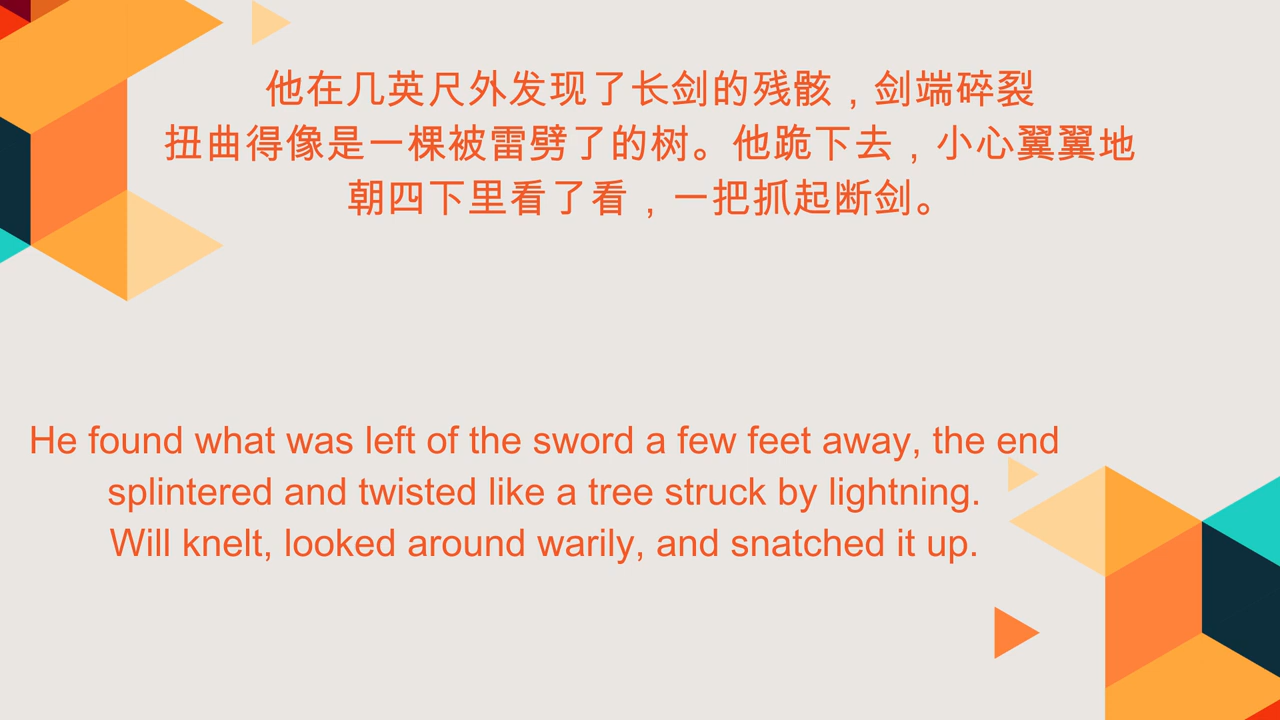 他在几英尺外发现了长剑的残骸，剑端碎裂
扭曲得像是一棵被雷劈了的树。他跪下去，小心翼翼地
朝四下里看了看，一把抓起断剑。
He found what was left of the sword a few feet away, the end
splintered and twisted like a tree struck by lightning.
Will knelt, looked around warily, and snatched it up.